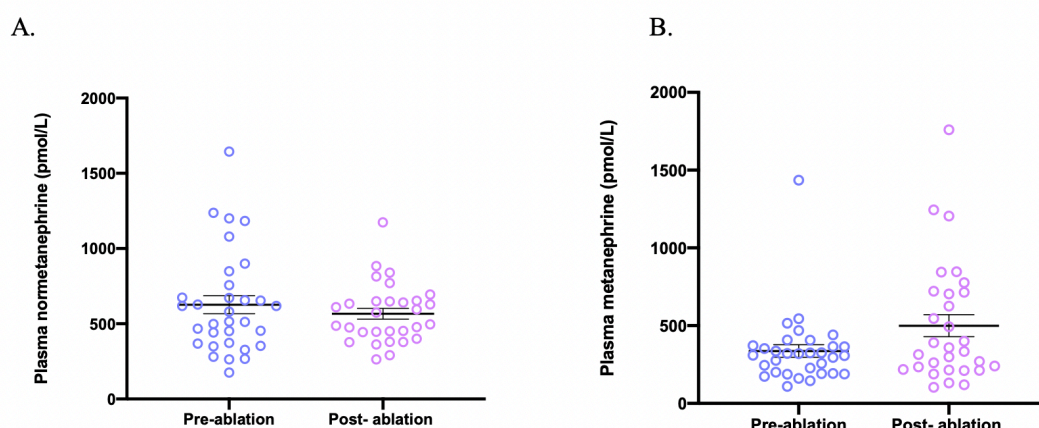 A.
B.
Plasma normetanephrine (pmol/L)
2000
1500
1000
500
0
Pre-ablation
Post- ablation
Plasma metanephrine (pmol/L)
2000
1500
1000
500
0
Pre-ablation
Post- ablation